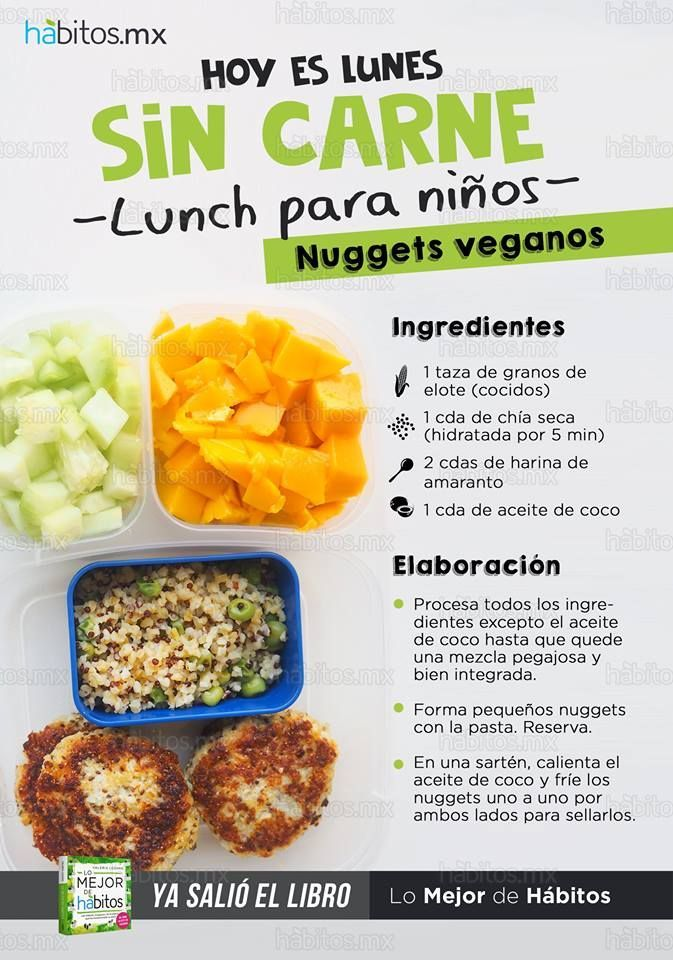 hàbitos.mx
HOY ES LUNES
SiN CARNE
-Lunch para niños-
Nuggets veganos
Ingredientes
1 taza de granos de
elote (cocidos)
1 cda de chía seca
(hidratada por 5 min)
2 cdas de harina de
amaranto
1 cda de aceite de coco
Elaboración
Procesa todos los ingre-
dientes excepto el aceite
de coco hasta que quede
una mezcla pegajosa y
bien integrada.
Forma pequeños nuggets
con la pasta. Reserva.
En una sartén, calienta el
aceite de coco y fríe los
nuggets uno a uno por
ambos lados para sellarlos.
LO
MEJOR
DE
hàbitos
YA SALIÓ EL LIBRO
Lo Mejor de Hábitos